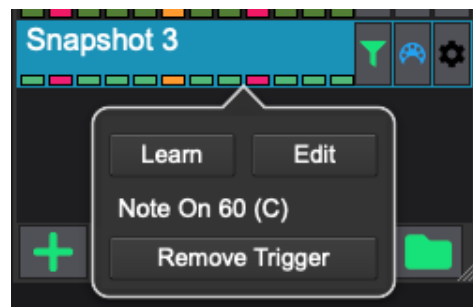 Snapshot 3
Learn
Edit
Note On 60 (C)
Remove Trigger